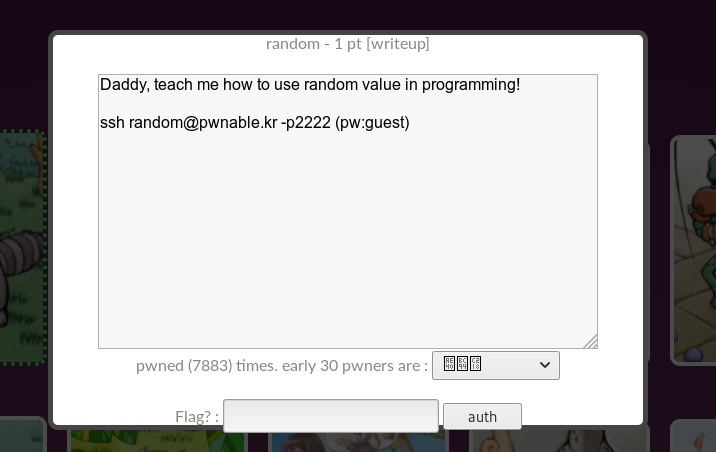 random - 1 pt [writeup]
Daddy, teach me how to use random value in programming!
ssh random@pwnable.kr -p2222 (pw:guest)
pwned (7883) times. early 30 pwners are :
Flag? : auth